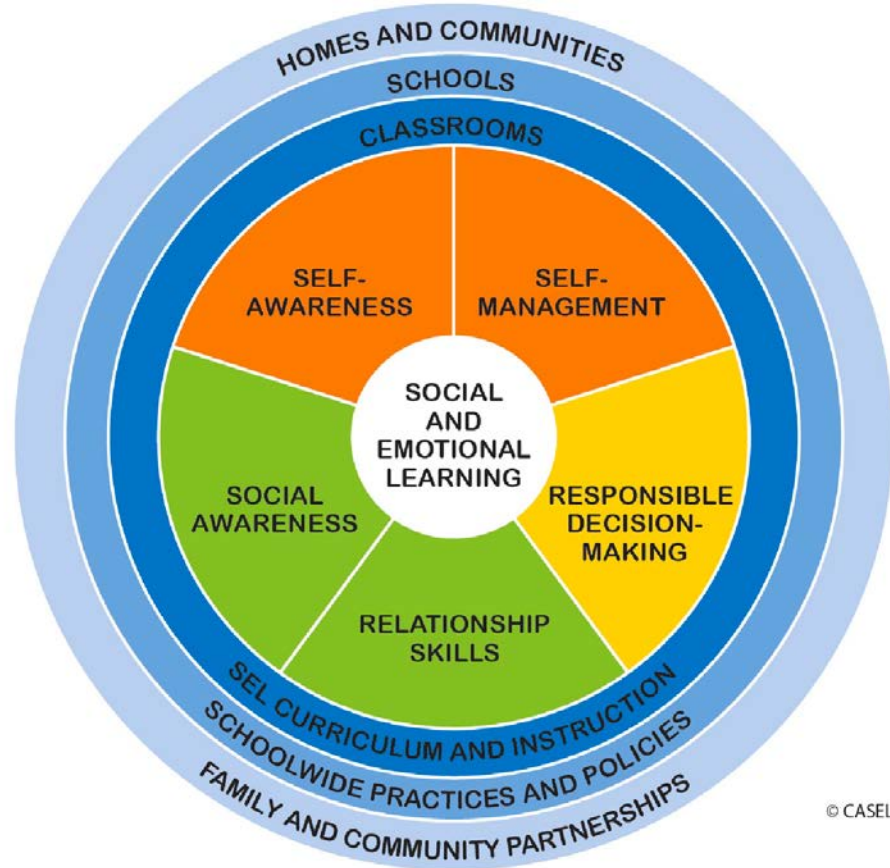 HOMES AND COMMUNITIES
SCHOOLS
CLASSROOMS
SELF-
AWARENESS
SELF-
MANAGEMENT
SOCIAL
AND
EMOTIONAL
LEARNING
SOCIAL
AWARENESS
RESPONSIBLE
DECISION-
MAKING
RELATIONSHIP
SKILLS
SEL CURRICULUM AND INSTRUCTION
SCHOOLWIDE PRACTICES AND POLICIES
FAMILY AND COMMUNITY PARTNERSHIPS
© CASEL